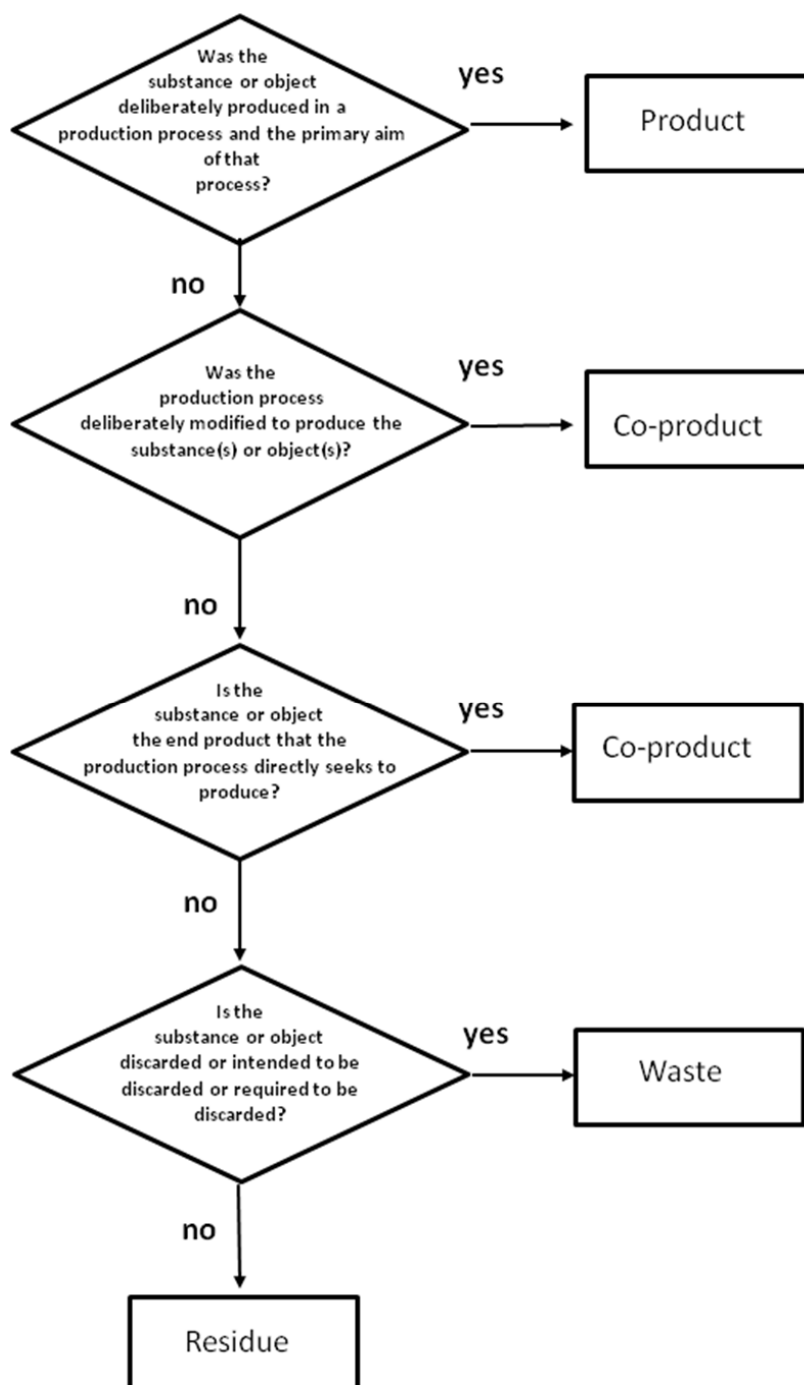 Was the
substance or object
deliberately produced in a
production process and the primary aim
of that
process?
yes
Product
no
Was the
production process
deliberately modified to produce the
substance(s) or object(s)?
yes
Co-product
no
Is the
substance or object
the end product that the
production process directly seeks to
produce?
yes
Co-product
no
Is the
substance or object
discarded or intended to be
discarded or required to be
discarded?
yes
Waste
no
Residue